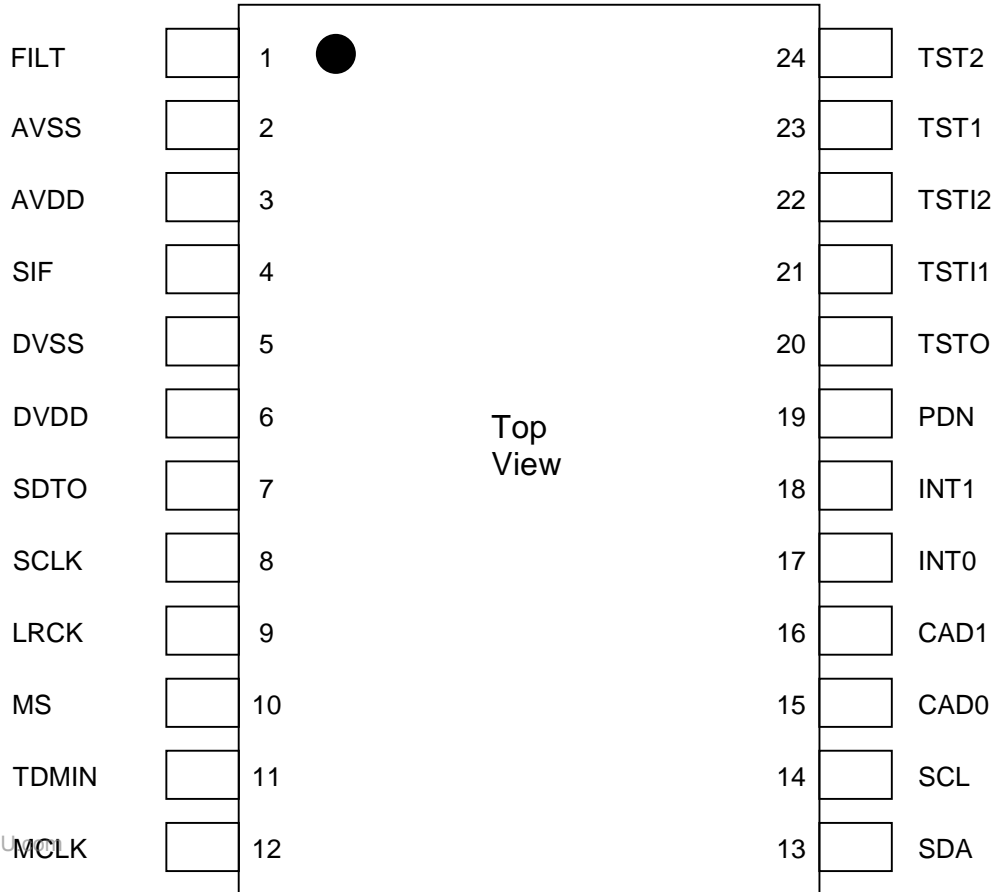 FILT 1 24 TST2
AVSS 2 23 TST1
AVDD 3 22 TSTI2
SIF 4 21 TSTI1
DVSS 5 20 TSTO
DVDD 6 19 PDN
Top
View
SDTO 7 18 INT1
SCLK 8 17 INT0
LRCK 9 16 CAD1
MS 10 15 CAD0
TDMIN 11 14 SCL
MCLK 12 13 SDA